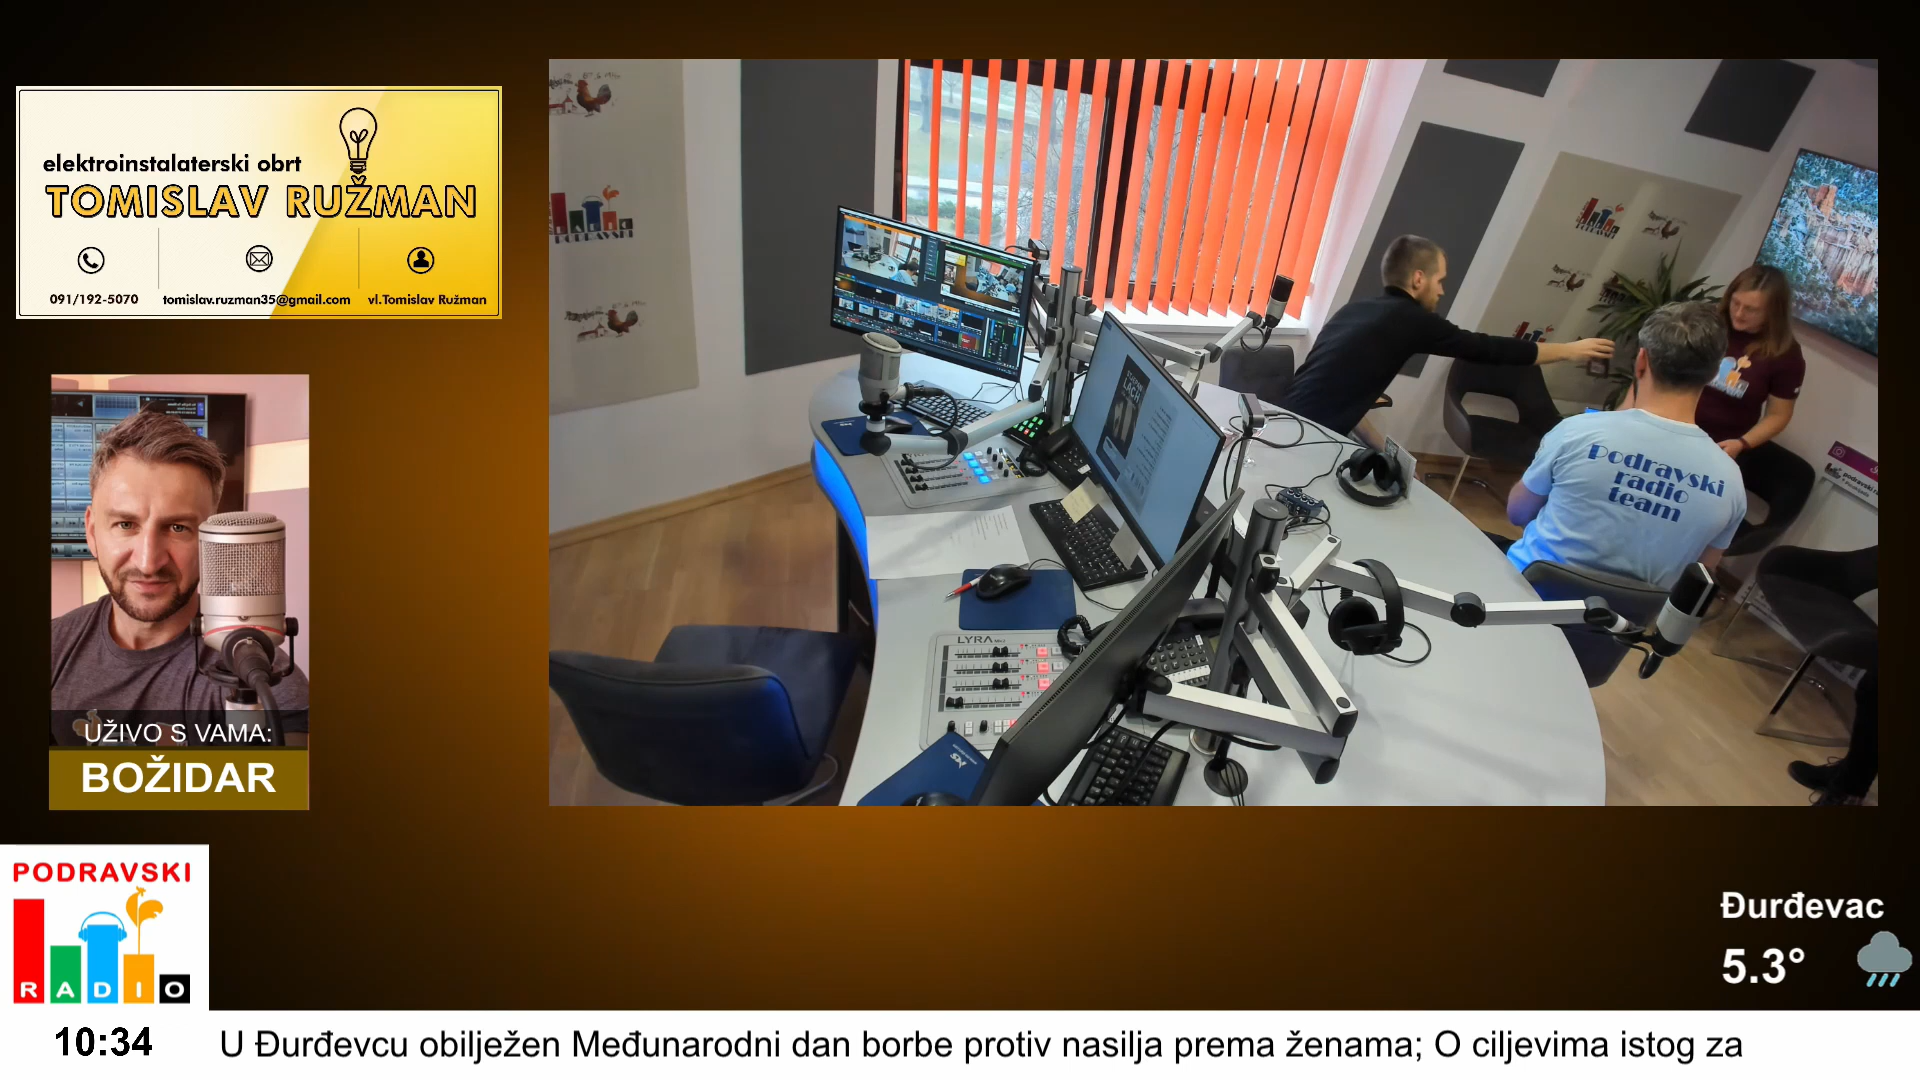 elektroinstalaterski obrt
TOMISLAV RUŽMAN
091/192-5070
tomislav.ruzman35@gmail.com
vl.Tomislav Ružman
UŽIVO S VAMA:
BOŽIDAR
PODRAVSKI
LACH
Podravski
radio
team
LYRA
PODRAVSKI
RADIO
Đurđevac
5.3°
10:34
U Đurđevcu obilježen Međunarodni dan borbe protiv nasilja prema ženama; O ciljevima istog za